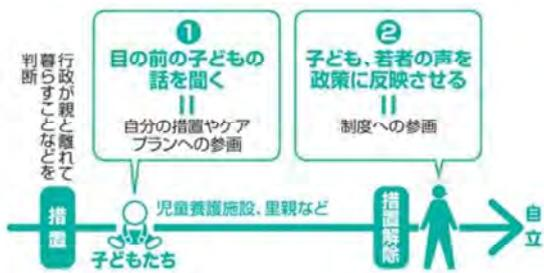 ❶
目の前の子どもの
話を聞く
＝
自分の措置やケア
プランへの参画
❷
子ども、若者の声を
政策に反映させる
＝
制度への参画
行政が親と離れて
暮らすことなどを
判断
措置
子どもたち
児童養護施設、里親など
措置解除
自立